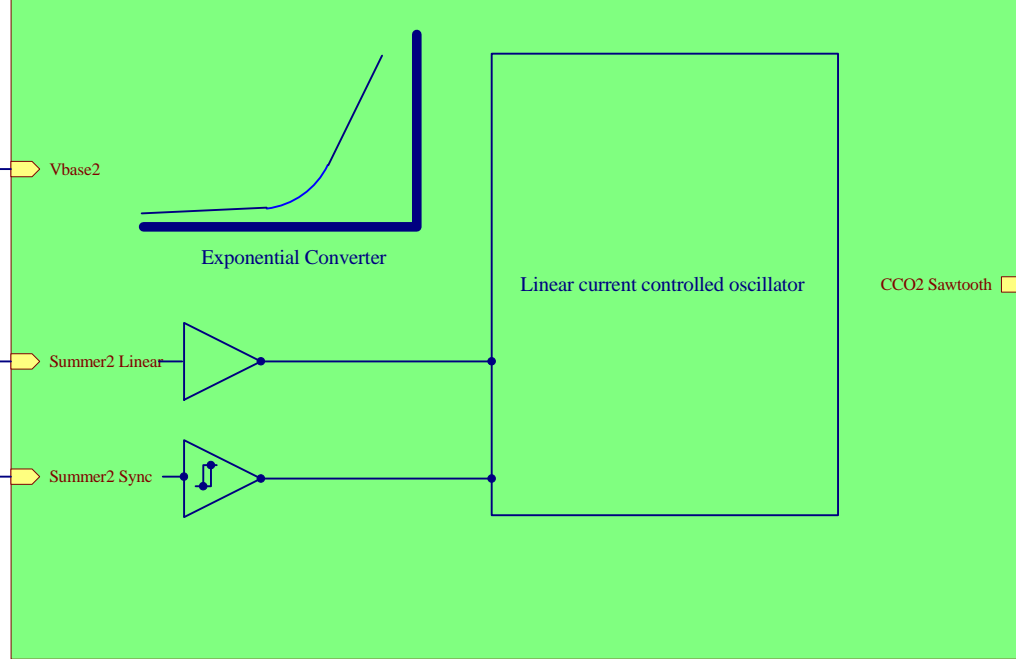 Vbase2
Exponential Converter
Linear current controlled oscillator
CCO2 Sawtooth
Summer2 Linear
Summer2 Sync